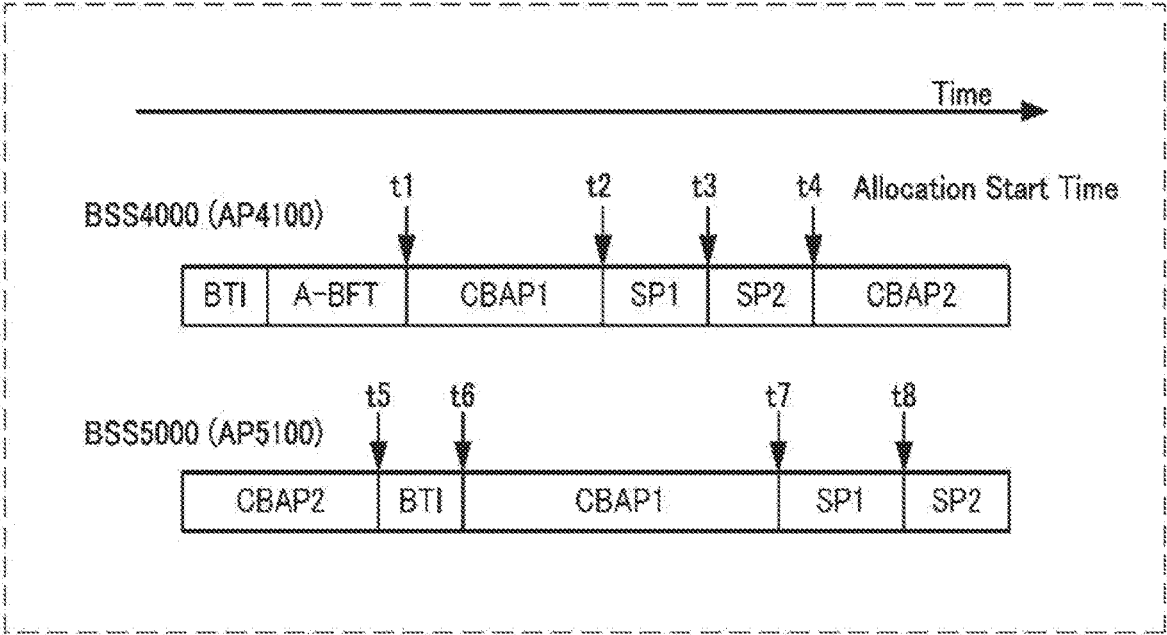 Time
t1 t2 t3 t4 Allocation Start Time
BSS4000 (AP4100)
BTI A-BFT CBAP1 SP1 SP2 CBAP2
t5 t6 t7 t8
BSS5000 (AP5100)
CBAP2 BTI CBAP1 SP1 SP2